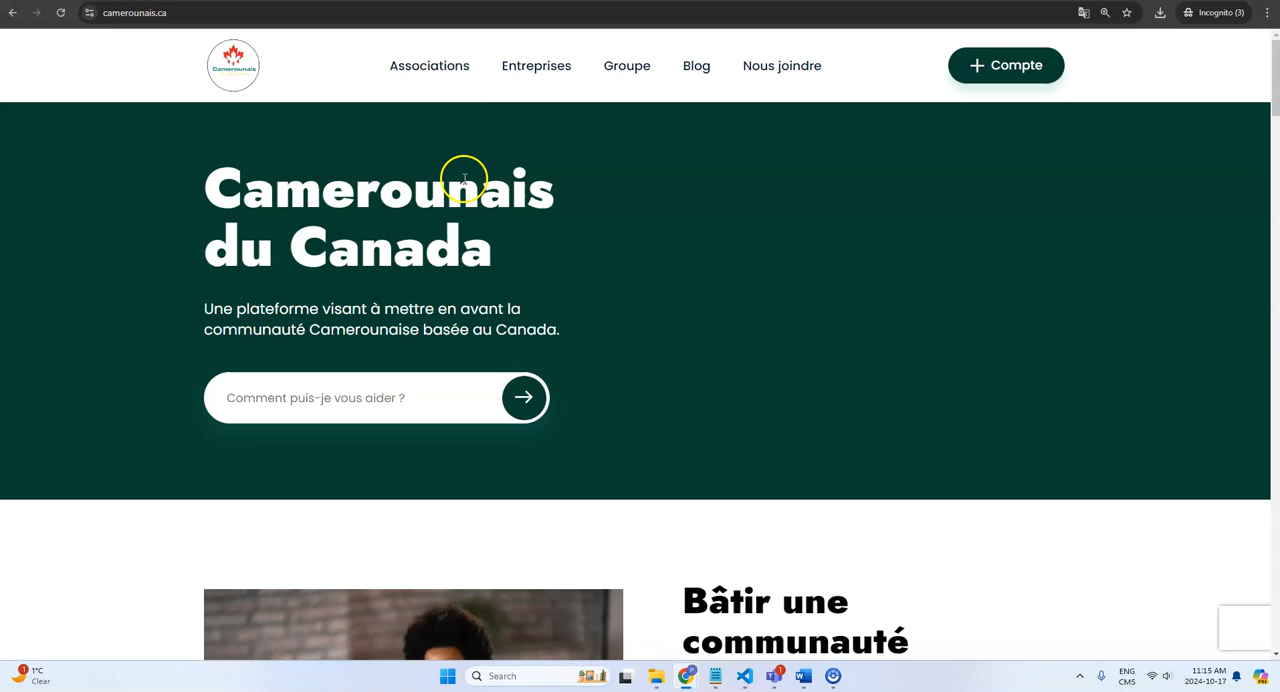 camerounais.ca
Incognito (3)
Camerounais
Associations
Entreprises
Groupe
Blog
Nous joindre
Compte
Camerounais
du Canada
Une plateforme visant à mettre en avant la
communauté Camerounaise basée au Canada.
Comment puis-je vous aider ?
Bâtir une
communauté
1
1°C
Clear
Search
P
1
ENG
CMS
11:15 AM
2024-10-17